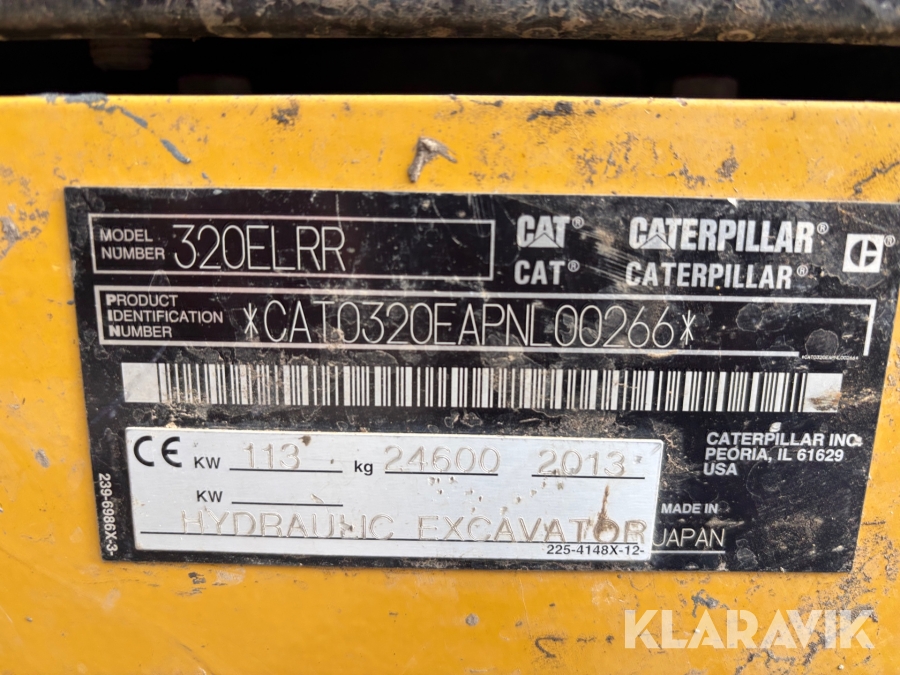 MODEL NUMBER 320ELRR
CAT® CATERPILLAR® C®
CAT® CATERPILLAR®
PRODUCT IDENTIFICATION NUMBER *CAT0320EAPNL00266*
*CAT0320EAPNL00266*
CE KW 113 kg 24600 2013
KW
HYDRAULIC EXCAVATOR
225-4148X-12-
CATERPILLAR INC.
PEORIA, IL 61629
USA
MADE IN
JAPAN
239-6986X-3
KLARAVIK